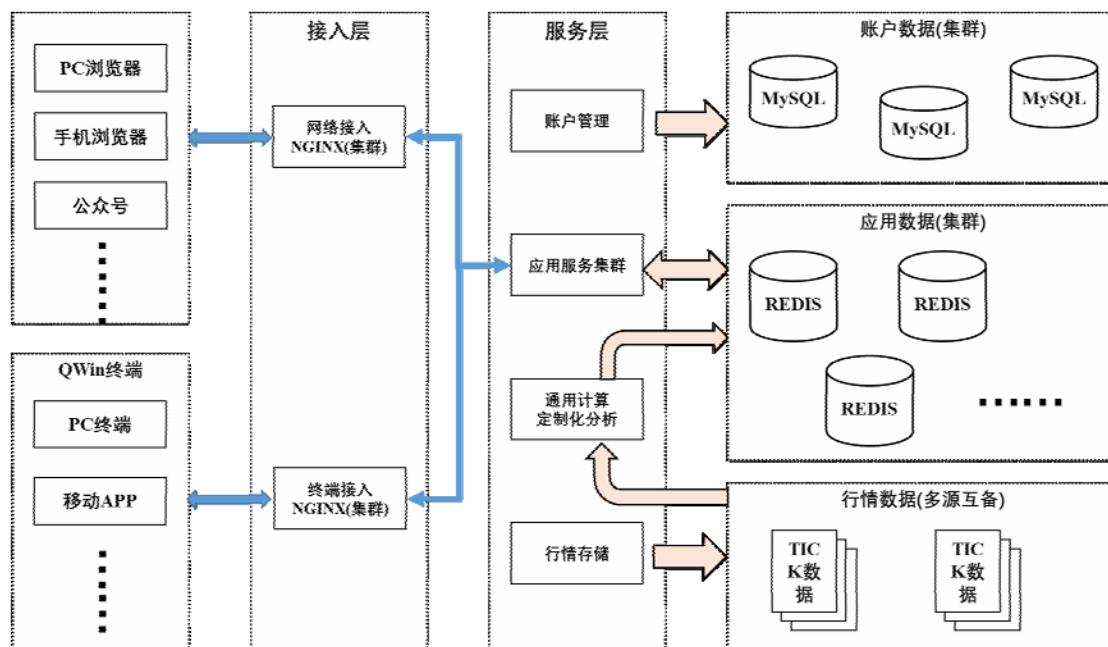 PC浏览器
手机浏览器
公众号
QWin终端
PC终端
移动APP
接入层
网络接入
NGINX(集群)
终端接入
NGINX(集群)
服务层
账户管理
应用服务集群
通用计算
定制化分析
行情存储
账户数据(集群)
MySQL
MySQL
MySQL
应用数据(集群)
REDIS
REDIS
REDIS
行情数据(多源互备)
TIC
K数
据
TIC
K数
据